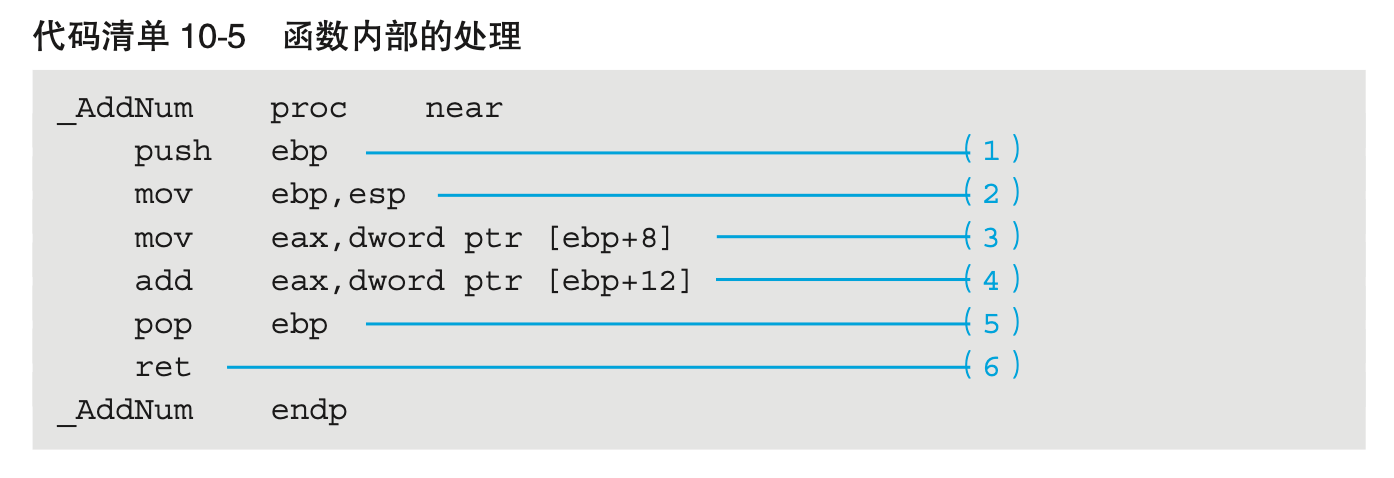 代码清单 10-5 函数内部的处理
_AddNum proc near
push ebp (1)
mov ebp,esp (2)
mov eax,dword ptr [ebp+8] (3)
add eax,dword ptr [ebp+12] (4)
pop ebp (5)
ret (6)
_AddNum endp